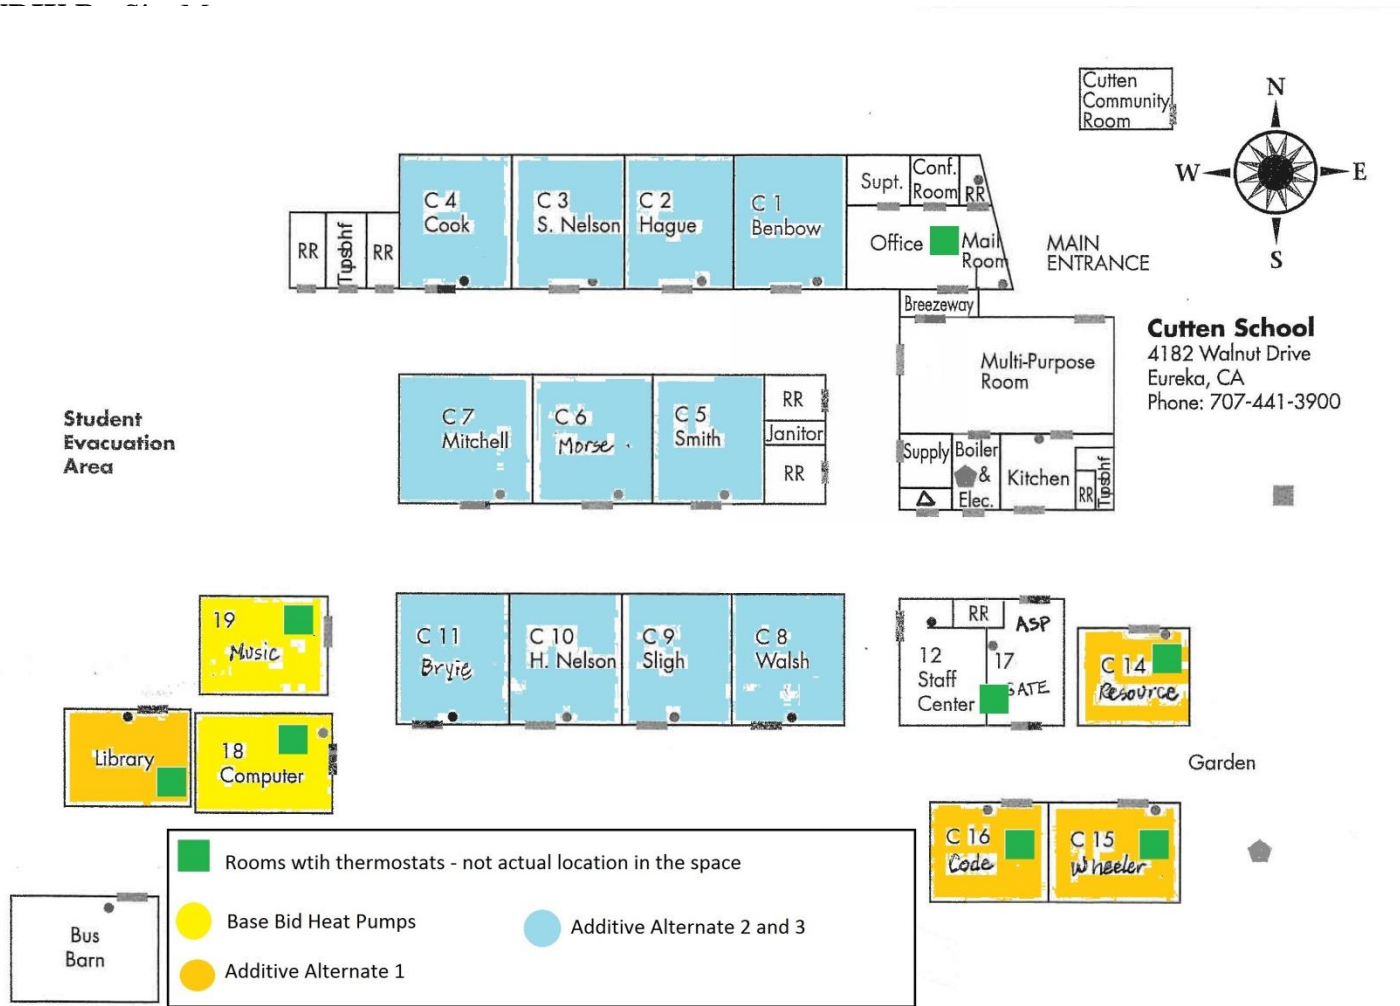 Cutten
Community
Room
N
W
E
S
C 4
Cook
C 3
S. Nelson
C 2
Hague
C 1
Benbow
Supt.
Conf.
Room
RR
Office
Mail
Room
MAIN
ENTRANCE
RR
RR
Breezeway
Cutten School
4182 Walnut Drive
Eureka, CA
Phone: 707-441-3900
Multi-Purpose
Room
Student
Evacuation
Area
C 7
Mitchell
C 6
Morse
C 5
Smith
RR
Janitor
RR
Supply
Boiler
&
Elec.
Kitchen
RR
19
Music
C 11
Bryie
C 10
H. Nelson
C 9
Sligh
C 8
Walsh
RR
ASP
12
Staff
Center
17
GATE
C 14
Resource
Library
18
Computer
Garden
C 16
Code
C 15
Wheeler
Rooms wtih thermostats - not actual location in the space
Base Bid Heat Pumps
Additive Alternate 2 and 3
Additive Alternate 1
Bus
Barn